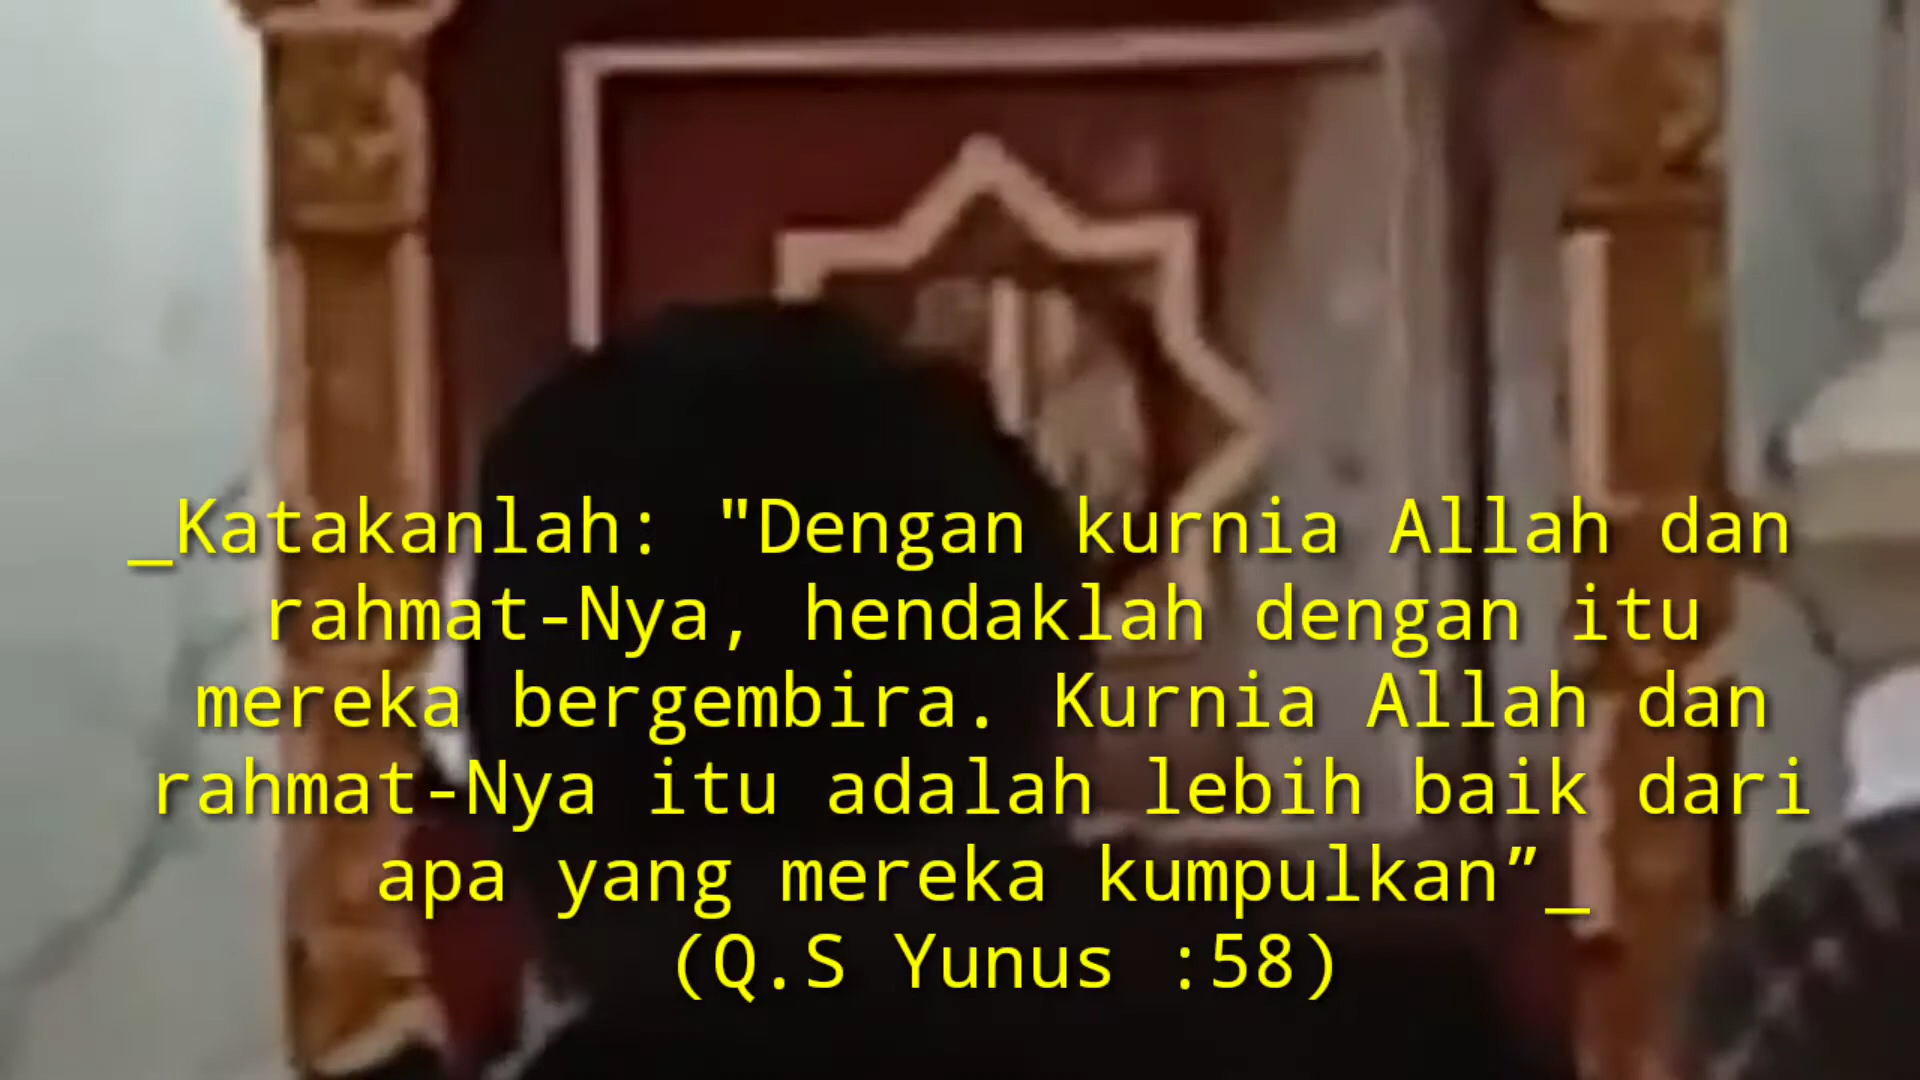 _Katakanlah: "Dengan kurnia Allah dan
rahmat-Nya, hendaklah dengan itu
mereka bergembira. Kurnia Allah dan
rahmat-Nya itu adalah lebih baik dari
apa yang mereka kumpulkan”_
(Q.S Yunus :58)